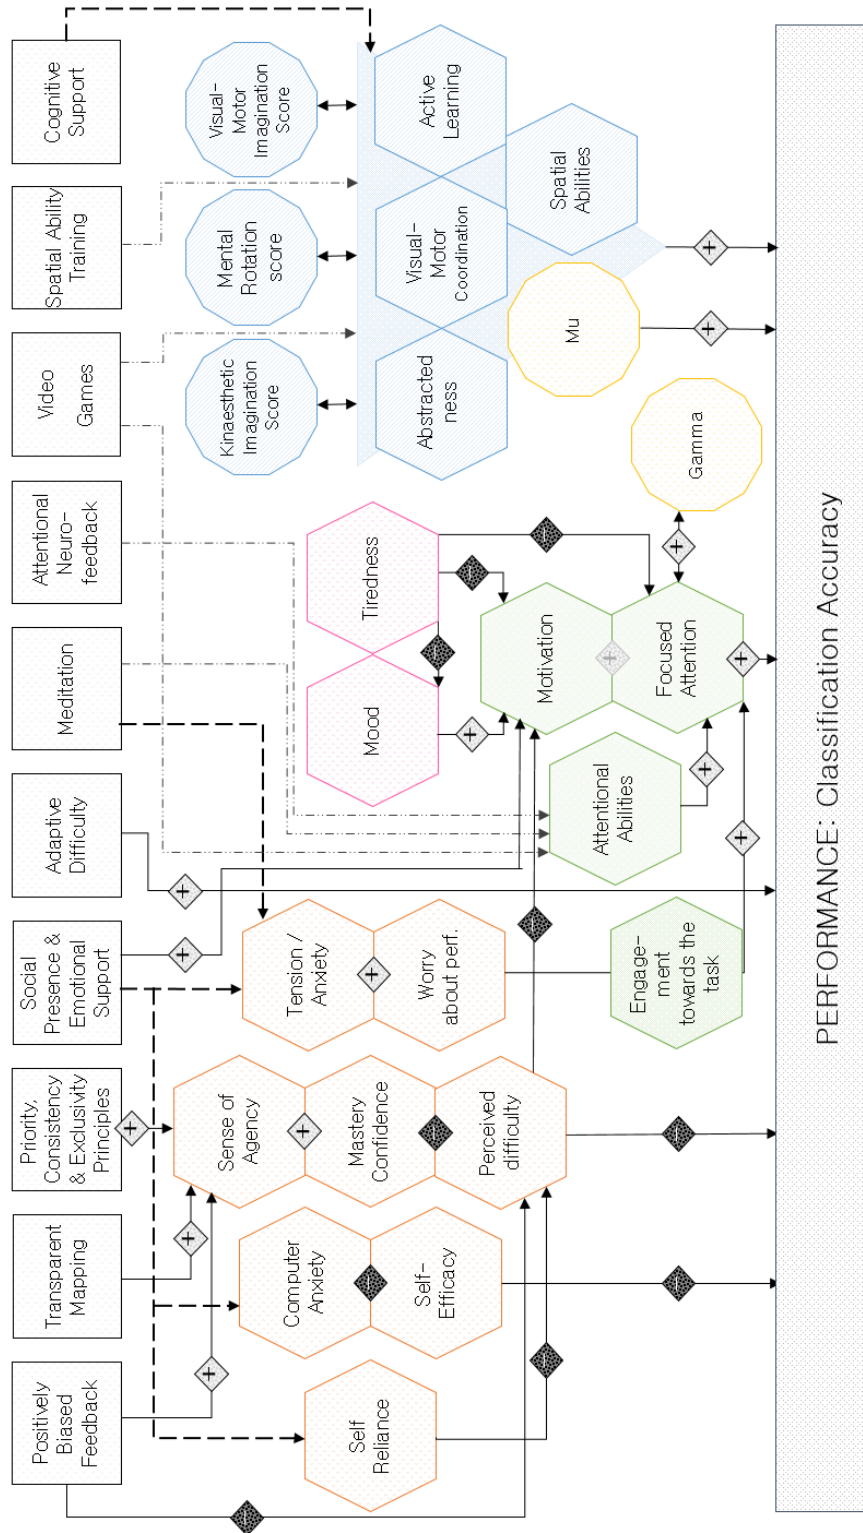 Positively
Biased
Feedback
Transparent
Mapping
Priority,
Consistency
& Exclusivity
Principles
Social
Presence &
Emotional
Support
Adaptive
Difficulty
Meditation
Attentional
Neuro-
feedback
Video
Games
Spatial Ability
Training
Cognitive
Support
+
+
+
+
+
-
Self
Reliance
Computer
Anxiety
-
Self-
Efficacy
Sense of
Agency
+
Mastery
Confidence
-
Perceived
difficulty
Tension /
Anxiety
+
Worry
about perf.
Engage-
ment
towards the
task
Attentional
Abilities
Mood
Tiredness
-
+
-
-
Motivation
+
Focused
Attention
+
+
+
+
-
-
-
-
Kinaesthetic
Imagination
Score
Mental
Rotation
score
Visual-
Motor
Imagination
Score
Abstracted
ness
Visual-
Motor
Coordination
Active
Learning
Spatial
Abilities
Mu
Gamma
+
+
PERFORMANCE: Classification Accuracy